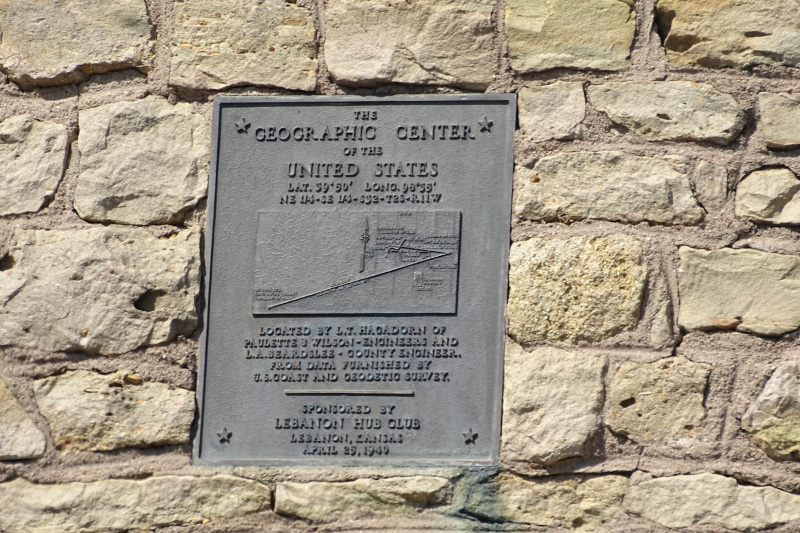 THE
GEOGRAPHIC CENTER
OF THE
UNITED STATES
LAT. 39°50' LONG. 98°35'
NE 1/4-SE 1/4-S32-T2S-R11W
LOCATED BY L.T. HAGADORN OF
PAULETTE & WILSON-ENGINEERS AND
L.A. BEARDSLEE - COUNTY ENGINEER.
FROM DATA FURNISHED BY
U.S. COAST AND GEODETIC SURVEY.
SPONSORED BY
LEBANON HUB CLUB
LEBANON, KANSAS
APRIL 25, 1940